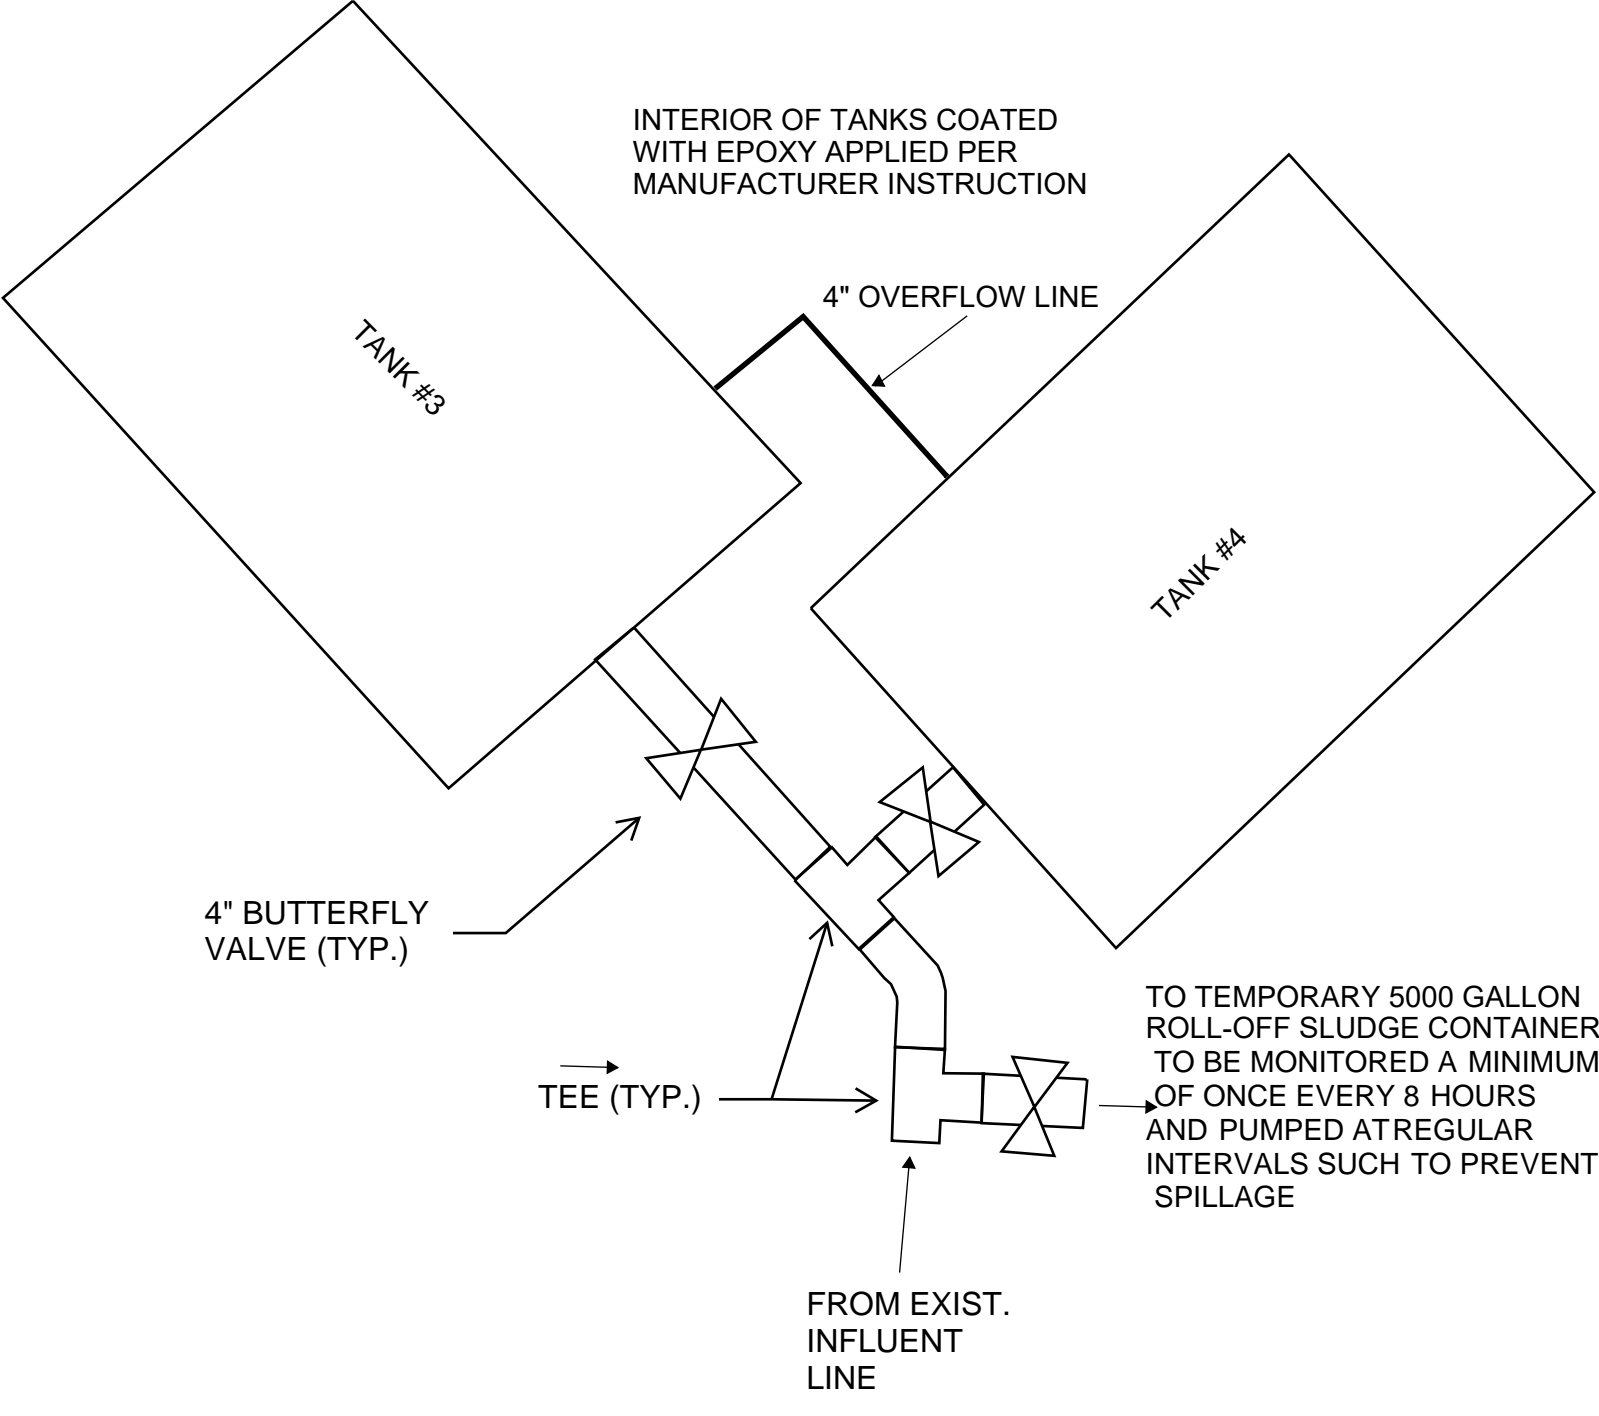 INTERIOR OF TANKS COATED
WITH EPOXY APPLIED PER
MANUFACTURER INSTRUCTION
4" OVERFLOW LINE
TANK #3
TANK #4
4" BUTTERFLY
VALVE (TYP.)
TEE (TYP.)
TO TEMPORARY 5000 GALLON
ROLL-OFF SLUDGE CONTAINER
TO BE MONITORED A MINIMUM
OF ONCE EVERY 8 HOURS
AND PUMPED AT REGULAR
INTERVALS SUCH TO PREVENT
SPILLAGE
FROM EXIST.
INFLUENT
LINE